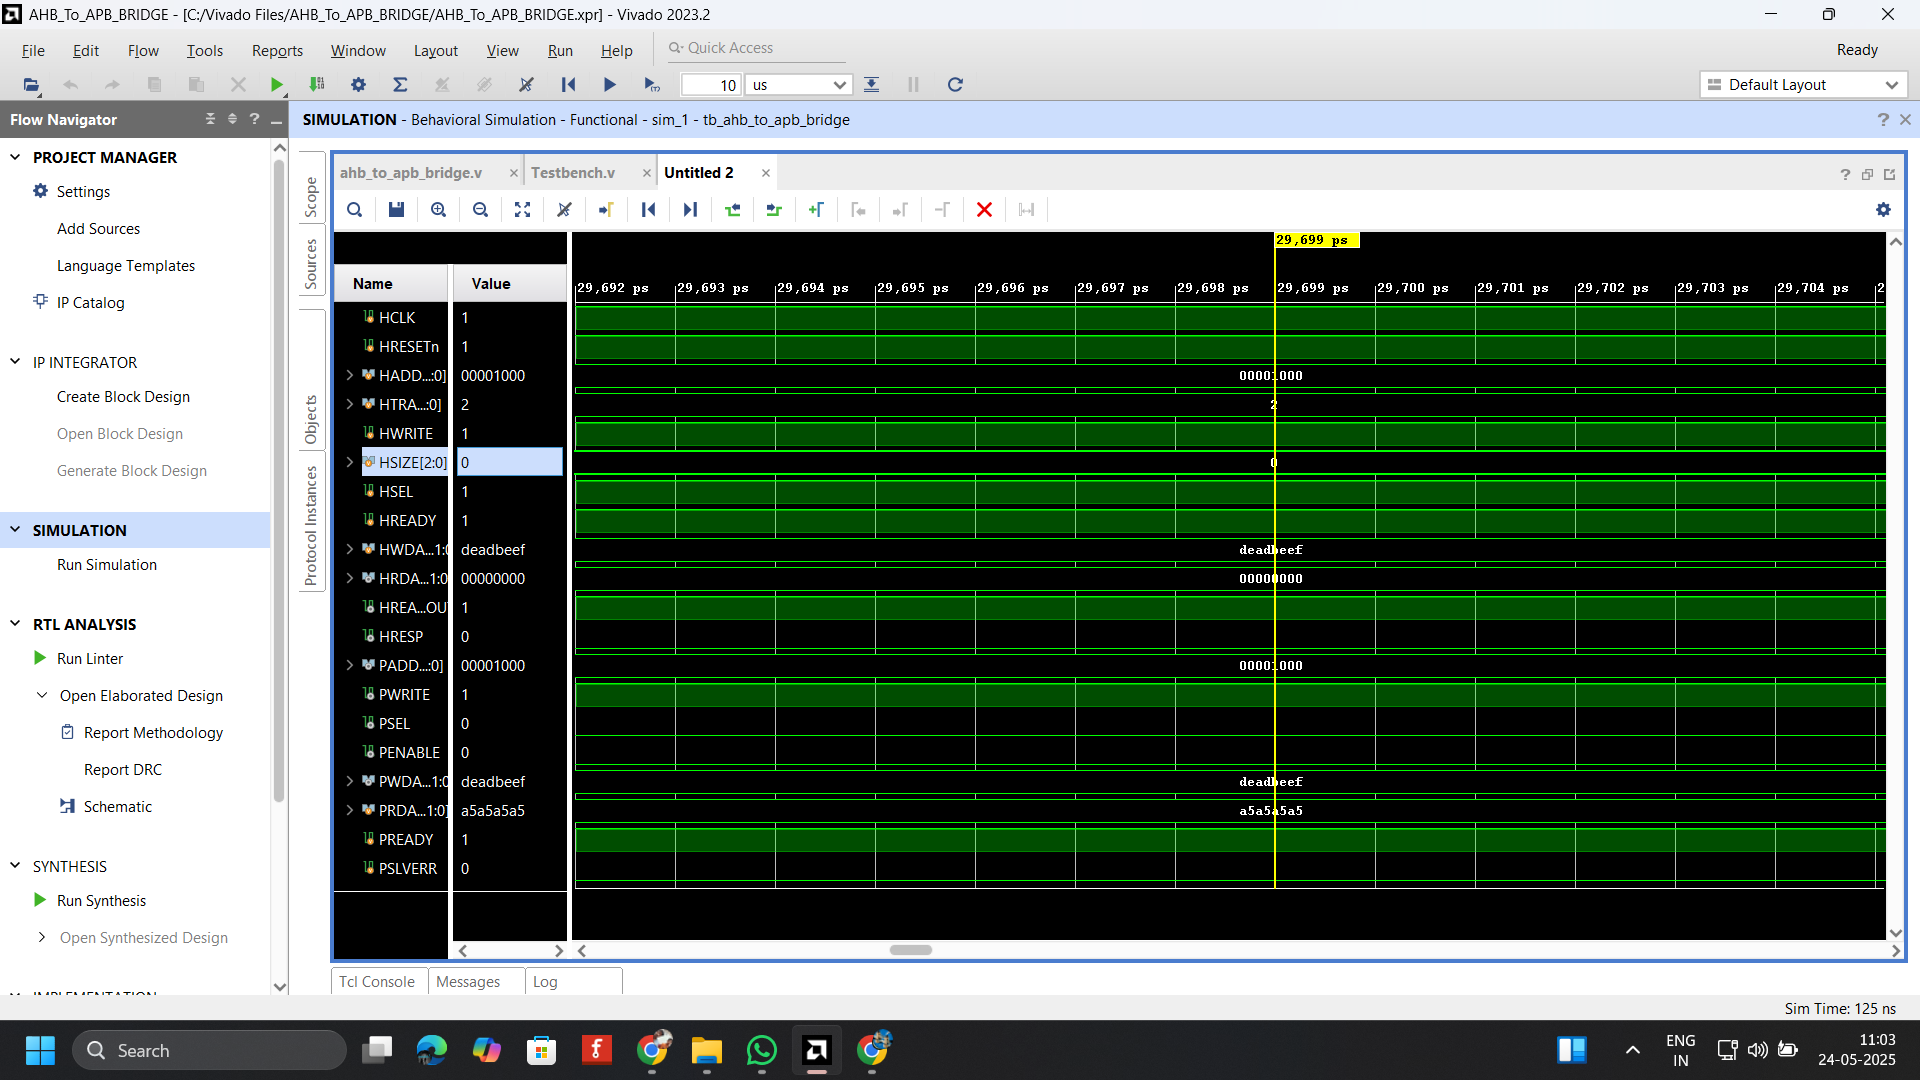 AHB_To_APB_BRIDGE - [C:/Vivado Files/AHB_To_APB_BRIDGE/AHB_To_APB_BRIDGE.xpr] - Vivado 2023.2
File Edit Flow Tools Reports Window Layout View Run Help Quick Access Ready
10 us Default Layout
Flow Navigator
SIMULATION - Behavioral Simulation - Functional - sim_1 - tb_ahb_to_apb_bridge
PROJECT MANAGER
Settings
Add Sources
Language Templates
IP Catalog
IP INTEGRATOR
Create Block Design
Open Block Design
Generate Block Design
SIMULATION
Run Simulation
RTL ANALYSIS
Run Linter
Open Elaborated Design
Report Methodology
Report DRC
Schematic
SYNTHESIS
Run Synthesis
Open Synthesized Design
IMPLEMENTATION
Scope
Sources
Objects
Protocol Instances
ahb_to_apb_bridge.v Testbench.v Untitled 2
29,699 ps
Name Value
29,692 ps 29,693 ps 29,694 ps 29,695 ps 29,696 ps 29,697 ps 29,698 ps 29,699 ps 29,700 ps 29,701 ps 29,702 ps 29,703 ps 29,704 ps 2
HCLK 1
HRESETn 1
HADD...:0] 00001000 00001000
HTRA...:0] 2 2
HWRITE 1
HSIZE[2:0] 0 0
HSEL 1
HREADY 1
HWDA...1:0 deadbeef deadbeef
HRDA...1:0 00000000 00000000
HREA...OU 1
HRESP 0
PADD...:0] 00001000 00001000
PWRITE 1
PSEL 0
PENABLE 0
PWDA...1:0 deadbeef deadbeef
PRDA...1:0] a5a5a5a5 a5a5a5a5
PREADY 1
PSLVERR 0
Tcl Console Messages Log
Sim Time: 125 ns
Search
ENG
IN
11:03
24-05-2025